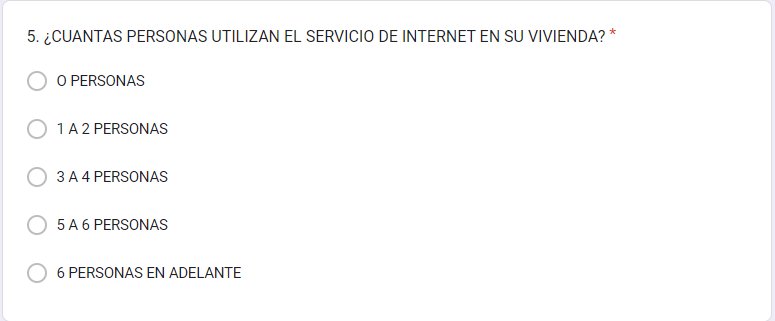 5. ¿CUANTAS PERSONAS UTILIZAN EL SERVICIO DE INTERNET EN SU VIVIENDA? *
O PERSONAS
1 A 2 PERSONAS
3 A 4 PERSONAS
5 A 6 PERSONAS
6 PERSONAS EN ADELANTE